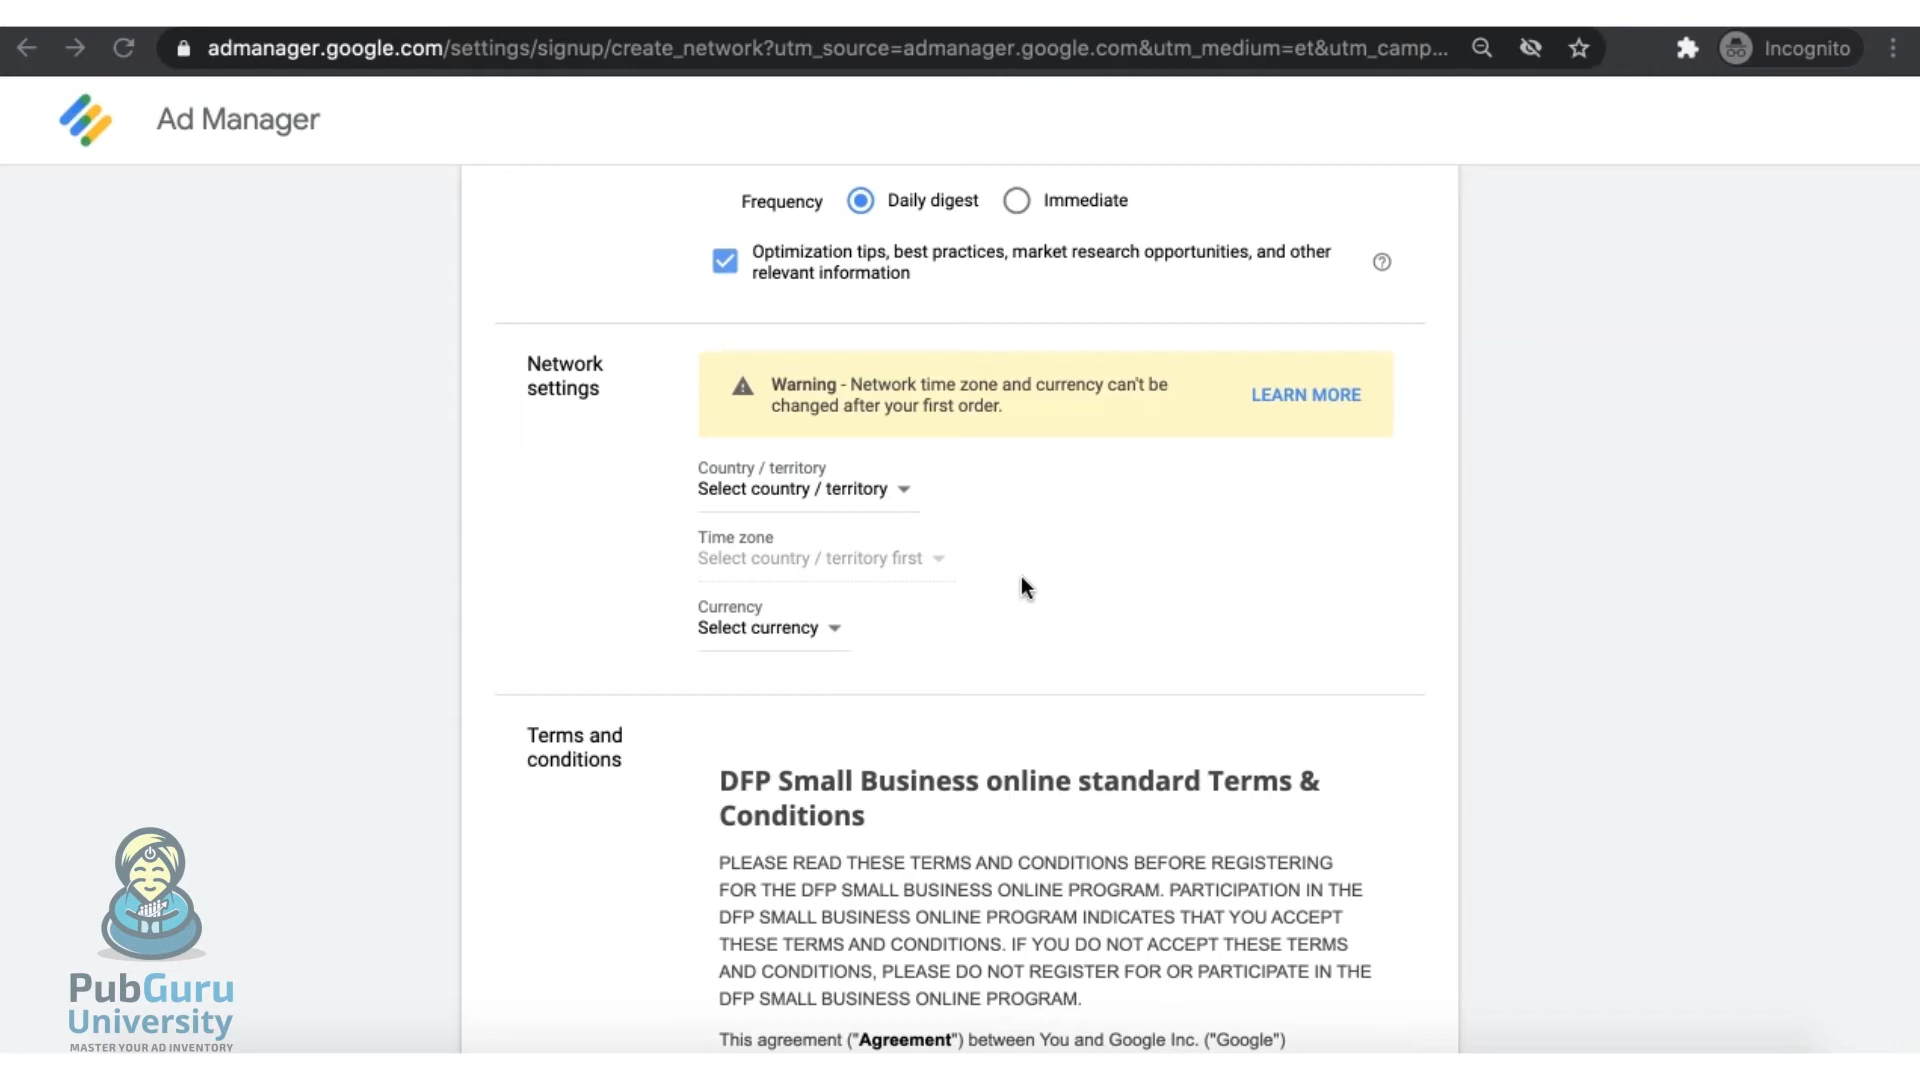 admanager.google.com/settings/signup/create_network?utm_source=admanager.google.com&utm_medium=et&utm_camp...
Incognito
Ad Manager
Frequency
Daily digest
Immediate
Optimization tips, best practices, market research opportunities, and other
relevant information
Network
settings
Warning - Network time zone and currency can't be
changed after your first order.
LEARN MORE
Country / territory
Select country / territory
Time zone
Select country / territory first
Currency
Select currency
Terms and
conditions
DFP Small Business online standard Terms &
Conditions
PLEASE READ THESE TERMS AND CONDITIONS BEFORE REGISTERING
FOR THE DFP SMALL BUSINESS ONLINE PROGRAM. PARTICIPATION IN THE
DFP SMALL BUSINESS ONLINE PROGRAM INDICATES THAT YOU ACCEPT
THESE TERMS AND CONDITIONS. IF YOU DO NOT ACCEPT THESE TERMS
AND CONDITIONS, PLEASE DO NOT REGISTER FOR OR PARTICIPATE IN THE
DFP SMALL BUSINESS ONLINE PROGRAM.
This agreement ("Agreement") between You and Google Inc. ("Google")
PubGuru
University
MASTER YOUR AD INVENTORY